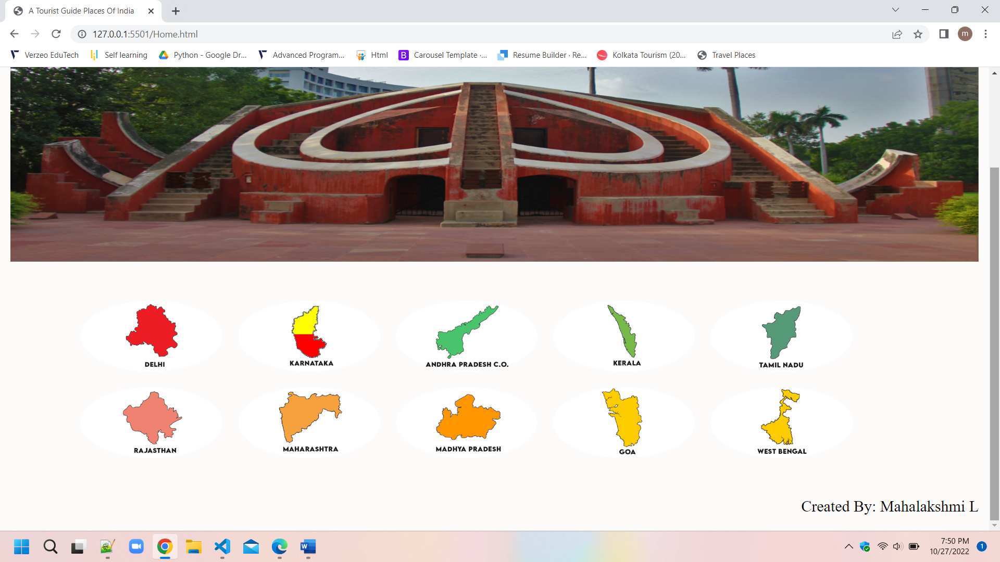 A Tourist Guide Places Of India
127.0.0.1:5501/Home.html
m
Verzeo EduTech
Self learning
Python - Google Dr...
Advanced Program...
Html
B
Carousel Template ·...
Resume Builder · Re...
Kolkata Tourism (20...
Travel Places
DELHI
KARNATAKA
ANDHRA PRADESH C.O.
KERALA
TAMIL NADU
RAJASTHAN
MAHARASHTRA
MADHYA PRADESH
GOA
WEST BENGAL
Created By: Mahalakshmi L
W
7:50 PM
10/27/2022
1